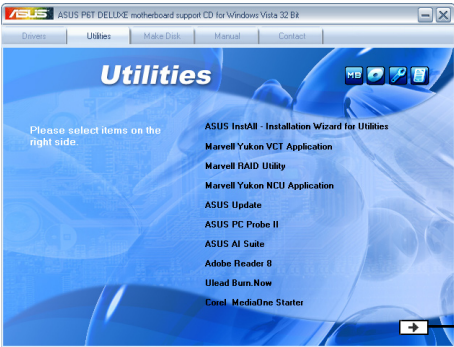 ASUS ASUS P6T DELUXE motherboard support CD for Windows Vista 32 Bit
Drivers Utilities Make Disk Manual Contact
Utilities
MB
Please select items on the
right side.
ASUS InstAll - Installation Wizard for Utilities
Marvell Yukon VCT Application
Marvell RAID Utility
Marvell Yukon NCU Application
ASUS Update
ASUS PC Probe II
ASUS AI Suite
Adobe Reader 8
Ulead Burn.Now
Corel MediaOne Starter